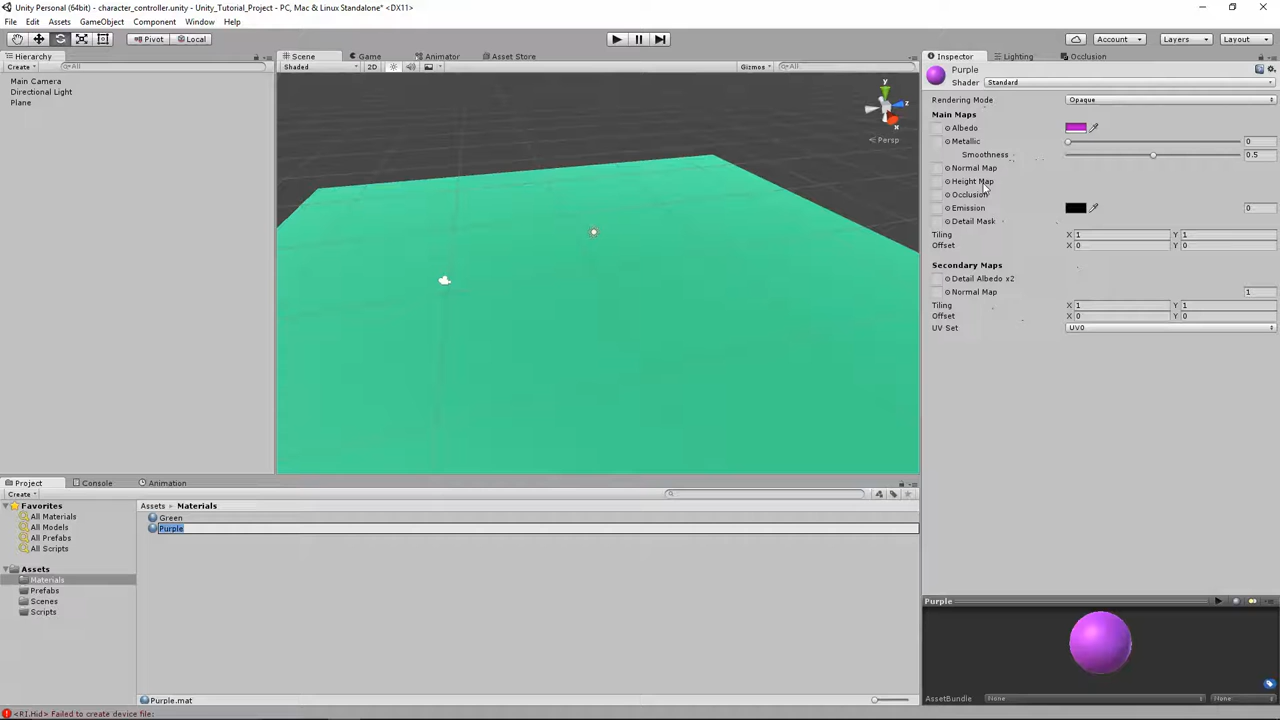 Unity Personal (64bit) - character_controller.unity - Unity_Tutorial_Project - PC, Mac & Linux Standalone* <DX11>
File Edit Assets GameObject Component Window Help
Pivot Local Account Layers Layout
Hierarchy Scene Game Animator Asset Store Inspector Lighting Occlusion
Create All Shaded 2D Gizmos All
Purple
Shader Standard
Main Camera
Directional Light
Plane
y
z
x
Persp
Rendering Mode Opaque
Main Maps
Albedo
Metallic 0
Smoothness 0.5
Normal Map
Height Map
Occlusion
Emission 0
Detail Mask
Tiling X 1 Y 1
Offset X 0 Y 0
Secondary Maps
Detail Albedo x2
Normal Map 1
Tiling X 1 Y 1
Offset X 0 Y 0
UV Set UV0
Project Console Animation
Create
Favorites
All Materials
All Models
All Prefabs
All Scripts
Assets
Materials
Prefabs
Scenes
Scripts
Assets Materials
Green
Purple
Purple.mat
Purple
AssetBundle None None
<RI.Hid> Failed to create device file: